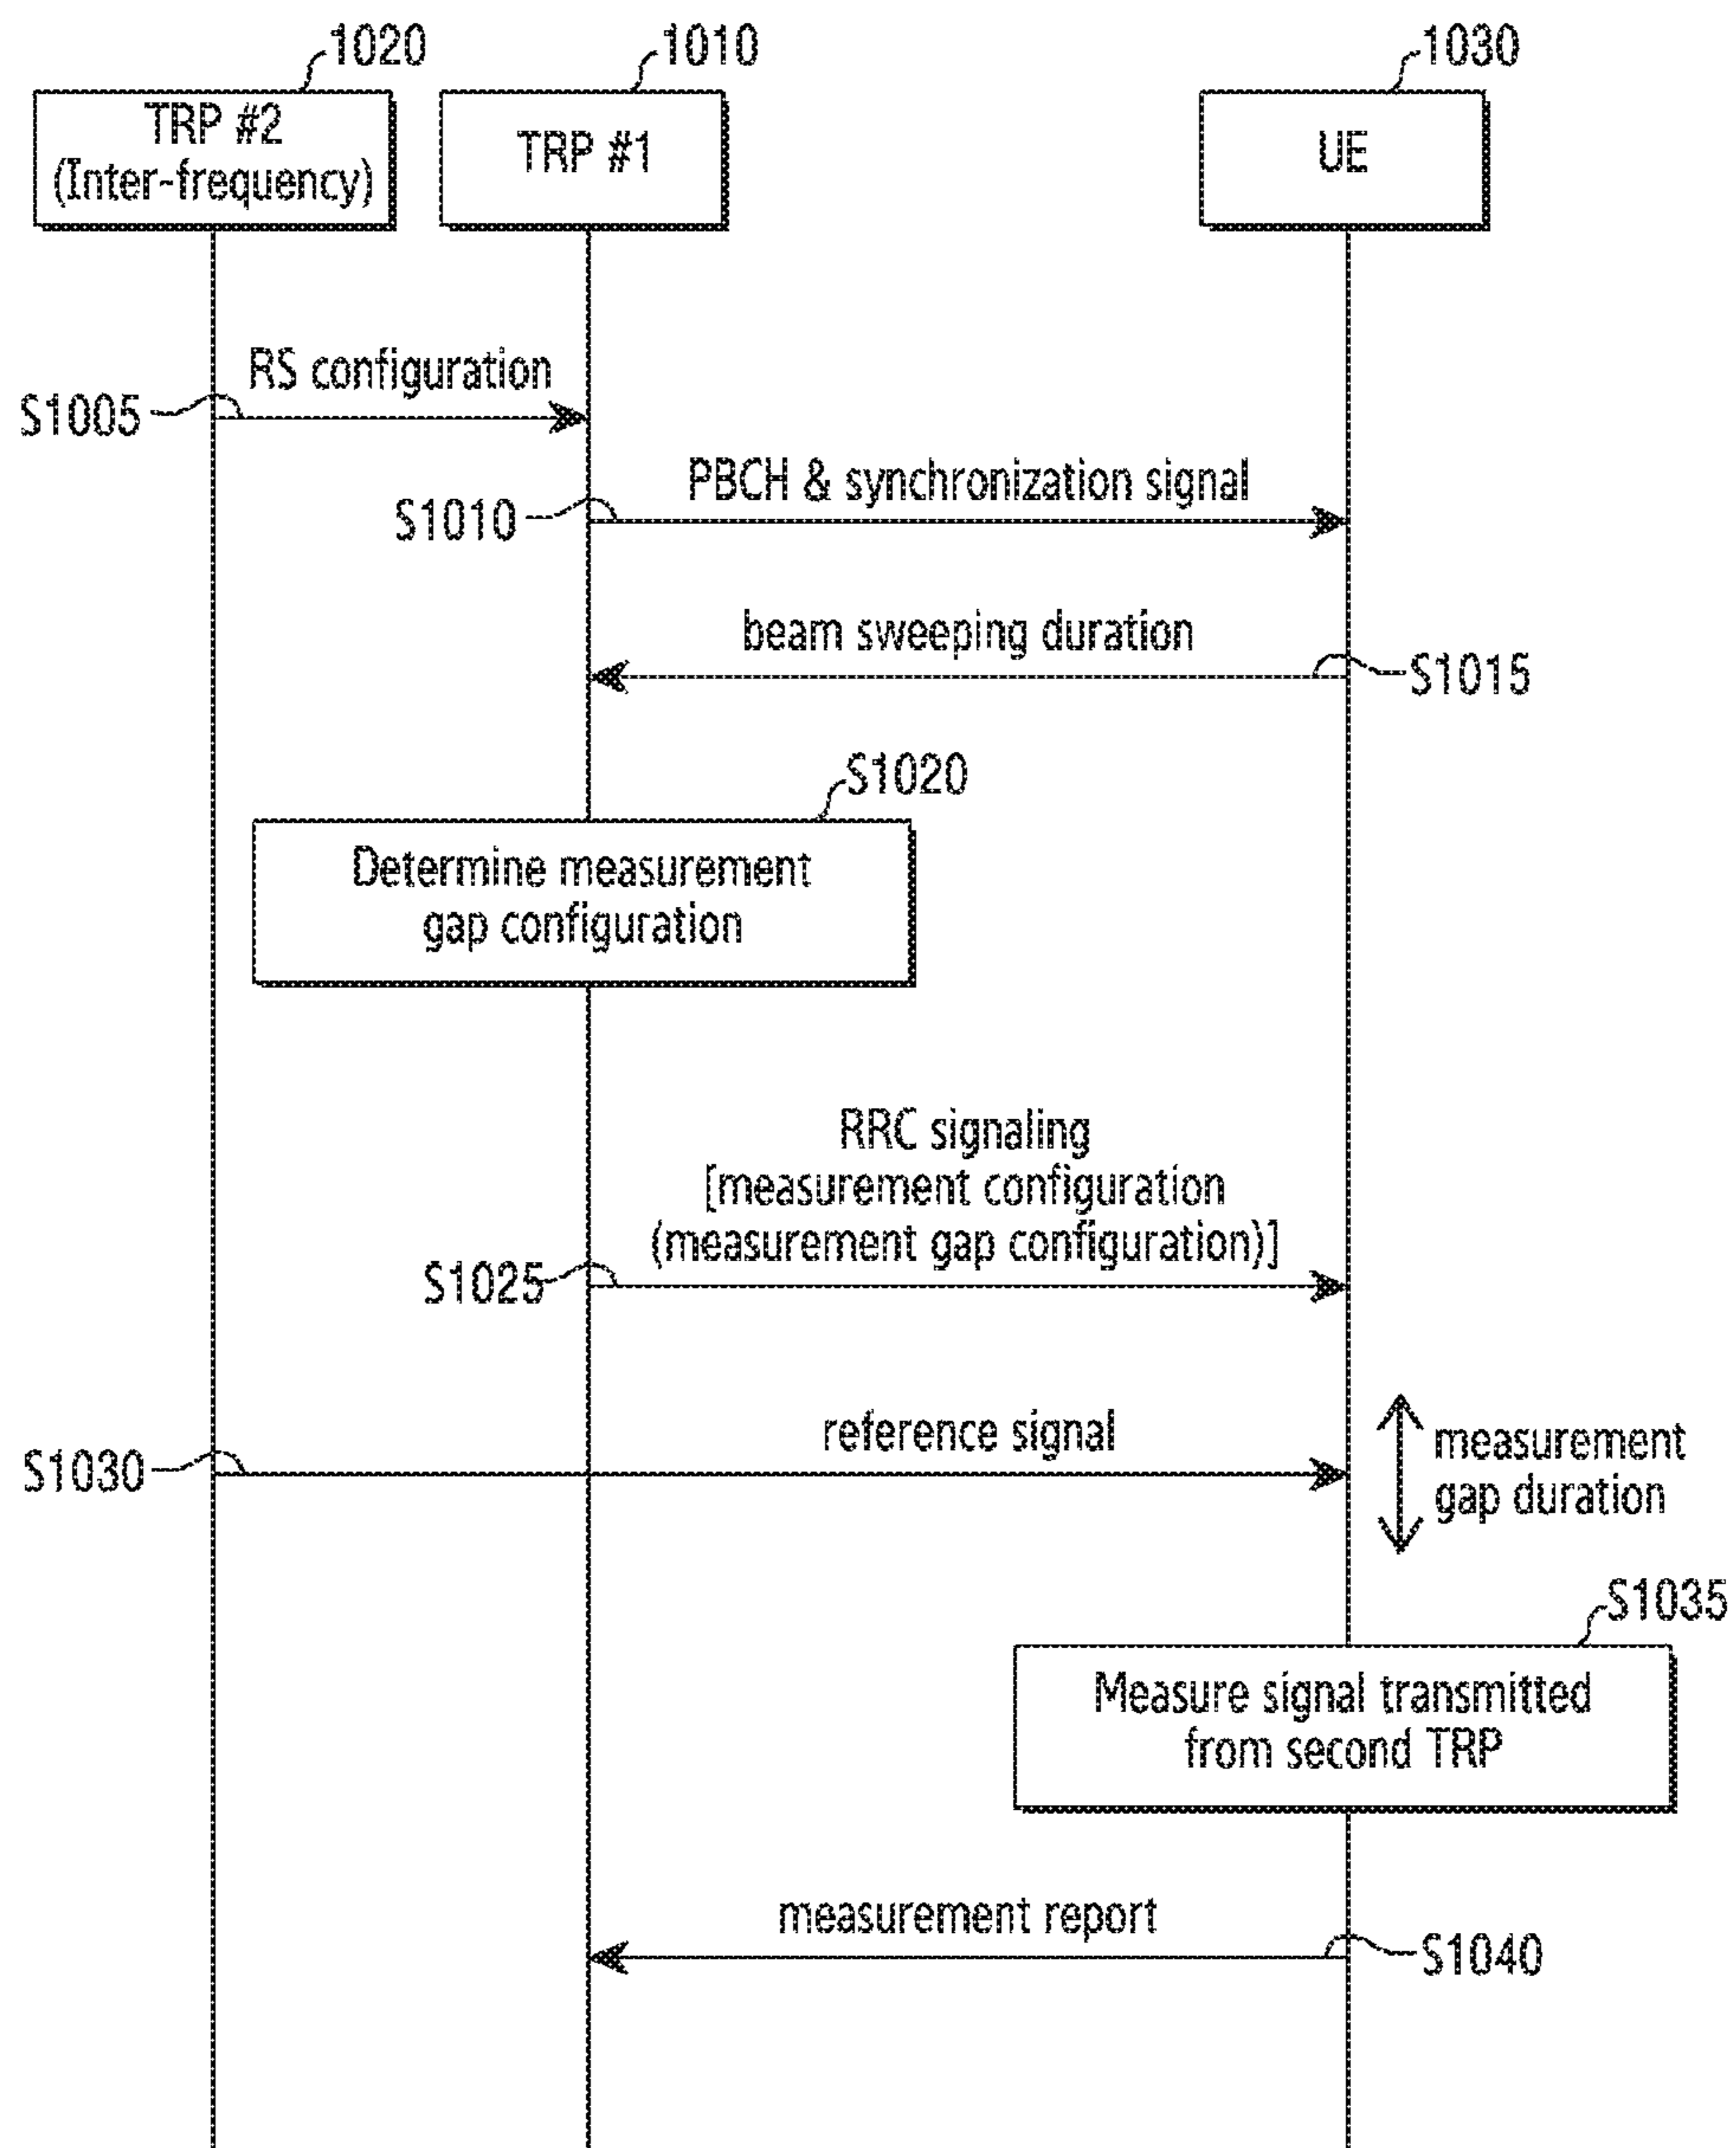 1020
1010
1030
TRP #2
(Inter-frequency)
TRP #1
UE
RS configuration
S1005
PBCH & synchronization signal
S1010
beam sweeping duration
S1015
S1020
Determine measurement
gap configuration
RRC signaling
[measurement configuration
(measurement gap configuration)]
S1025
reference signal
S1030
measurement
gap duration
S1035
Measure signal transmitted
from second TRP
measurement report
S1040